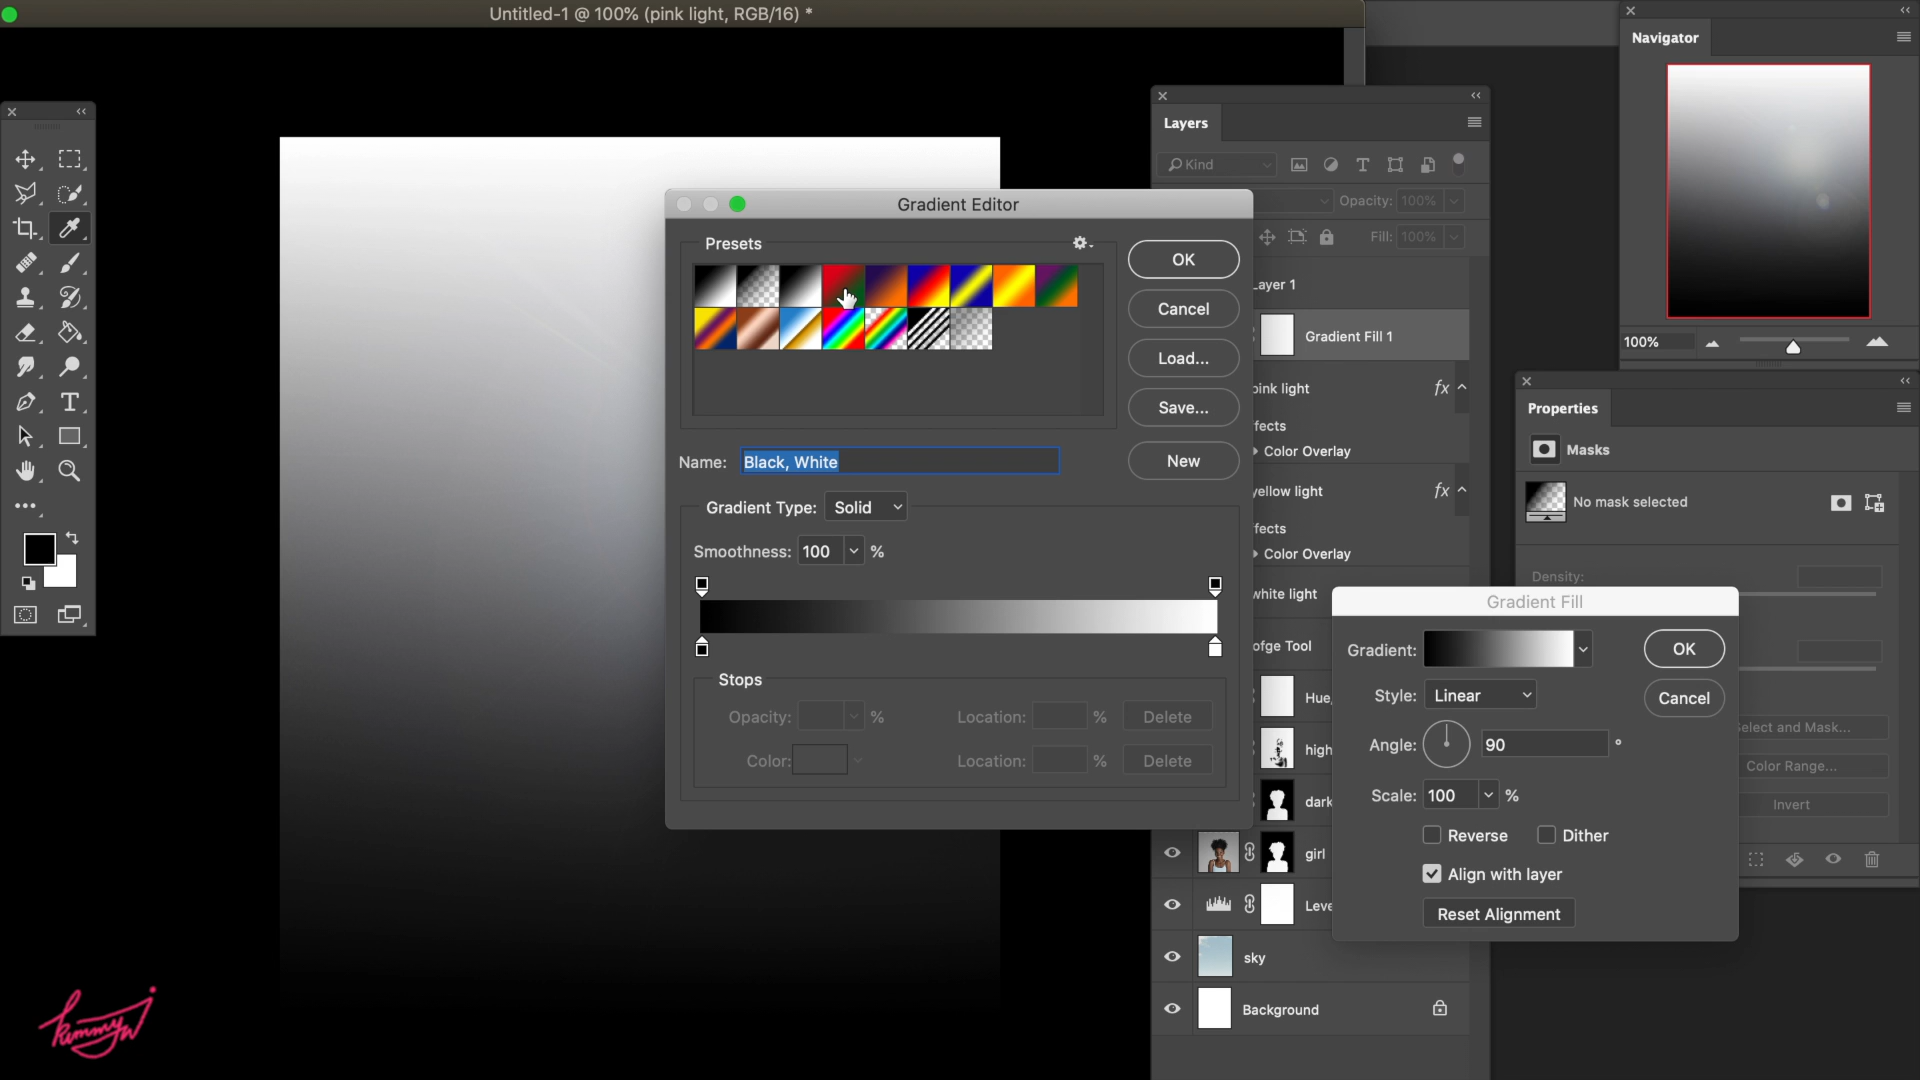 Untitled-1 @ 100% (pink light, RGB/16) *
Navigator
100%
Layers
Kind
Opacity: 100%
Fill: 100%
Layer 1
Gradient Fill 1
pink light
fx
Effects
Color Overlay
yellow light
fx
Effects
Color Overlay
white light
Hue,
high
dark
girl
Leve
sky
Background
Gradient Editor
Presets
OK
Cancel
Load...
Save...
Name: Black, White
New
Gradient Type: Solid
Smoothness: 100 %
Stops
Opacity: %
Location: %
Delete
Color:
Location: %
Delete
Properties
Masks
No mask selected
Density:
Select and Mask...
Color Range...
Invert
Gradient Fill
Gradient:
OK
Style: Linear
Cancel
Angle: 90 °
Scale: 100 %
Reverse
Dither
Align with layer
Reset Alignment